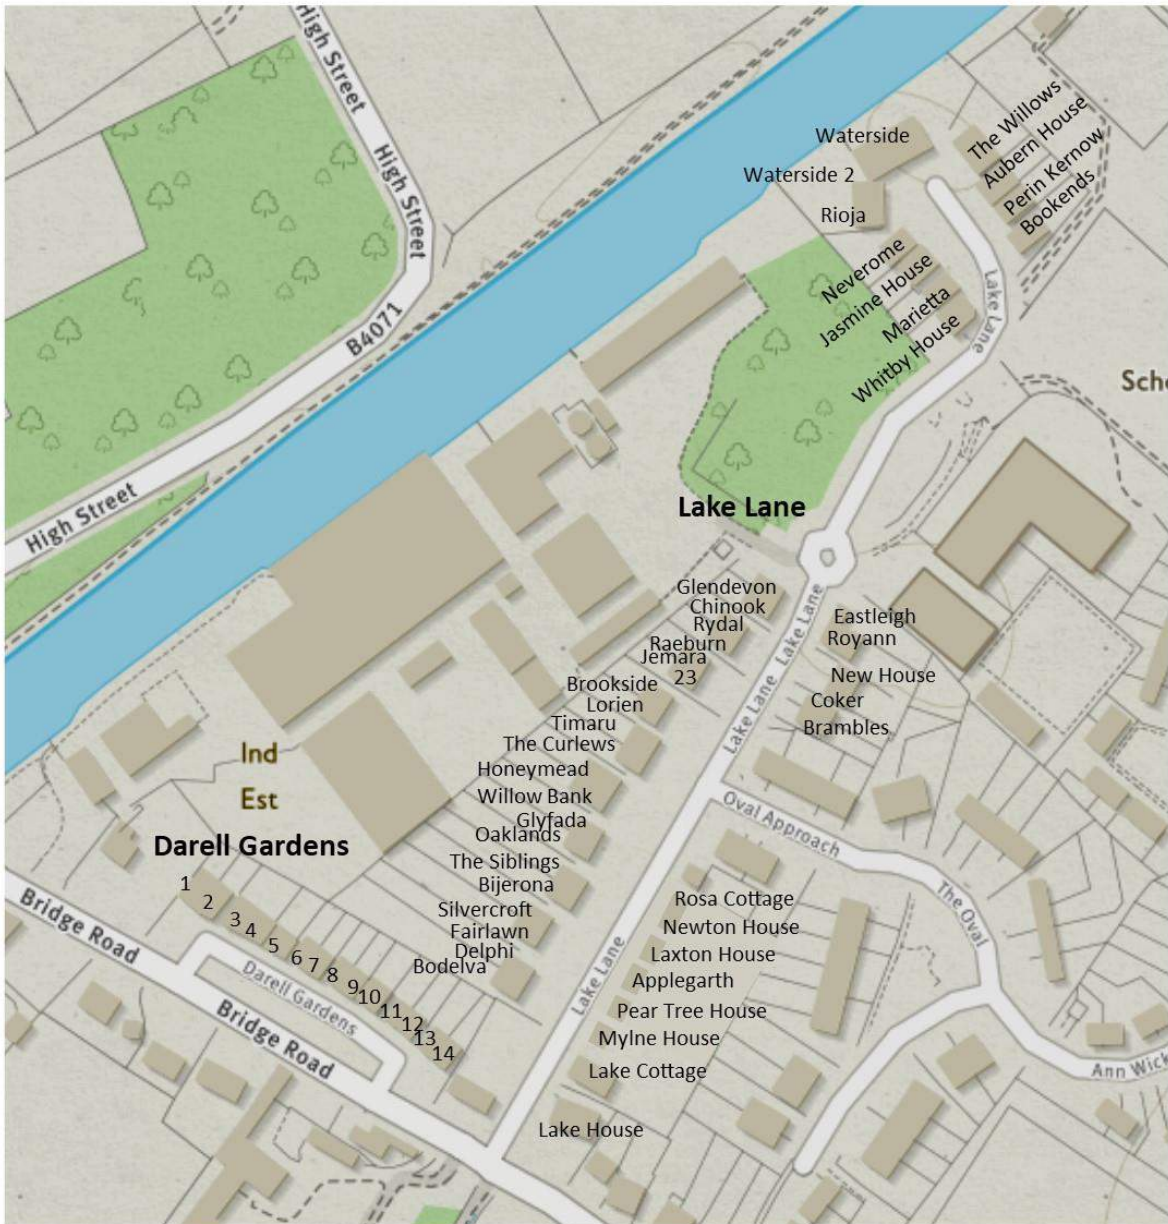 High Street
High Street
High Street
B4071
High Street
Waterside
Waterside 2
Rioja
The Willows
Aubern House
Perin Kernow
Bookends
Neverome
Jasmine House
Marietta
Whitby House
Lake Lane
Scho
Lake Lane
Glendevon
Chinook
Rydal
Raeburn
Jemara
23
Brookside
Lorien
Timaru
The Curlews
Honeymead
Willow Bank
Glyfada
Oaklands
The Siblings
Bijerona
Silvercroft
Fairlawn
Delphi
Bodelva
Lake Lane
Lake Lane
Eastleigh
Royann
New House
Coker
Brambles
Oval Approach
The Oval
Ann Wick
Ind
Est
Darell Gardens
1
2
3
4
5
6
7
8
9
10
11
12
13
14
Darell Gardens
Bridge Road
Bridge Road
Lake Lane
Rosa Cottage
Newton House
Laxton House
Applegarth
Pear Tree House
Mylne House
Lake Cottage
Lake House